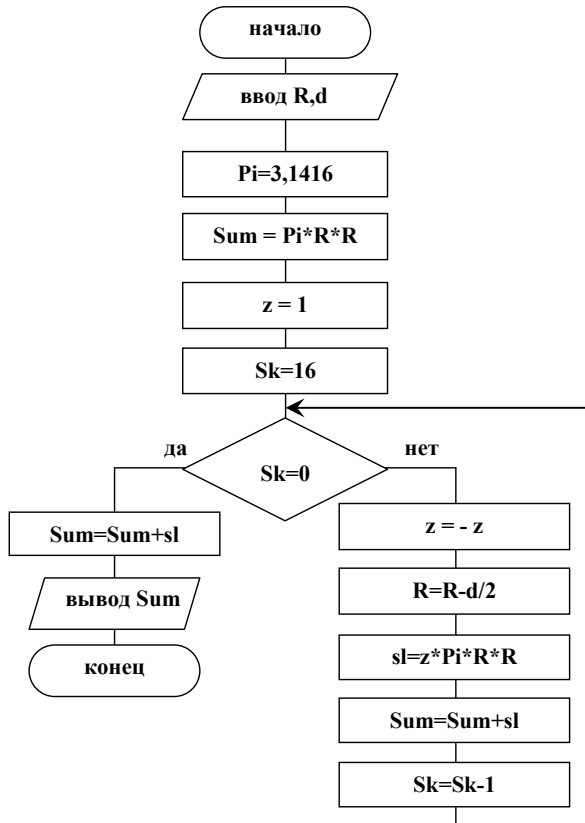 начало
ввод R,d
Pi=3,1416
Sum = Pi*R*R
z = 1
Sk=16
да
нет
Sk=0
Sum=Sum+sl
вывод Sum
конец
z = - z
R=R-d/2
sl=z*Pi*R*R
Sum=Sum+sl
Sk=Sk-1